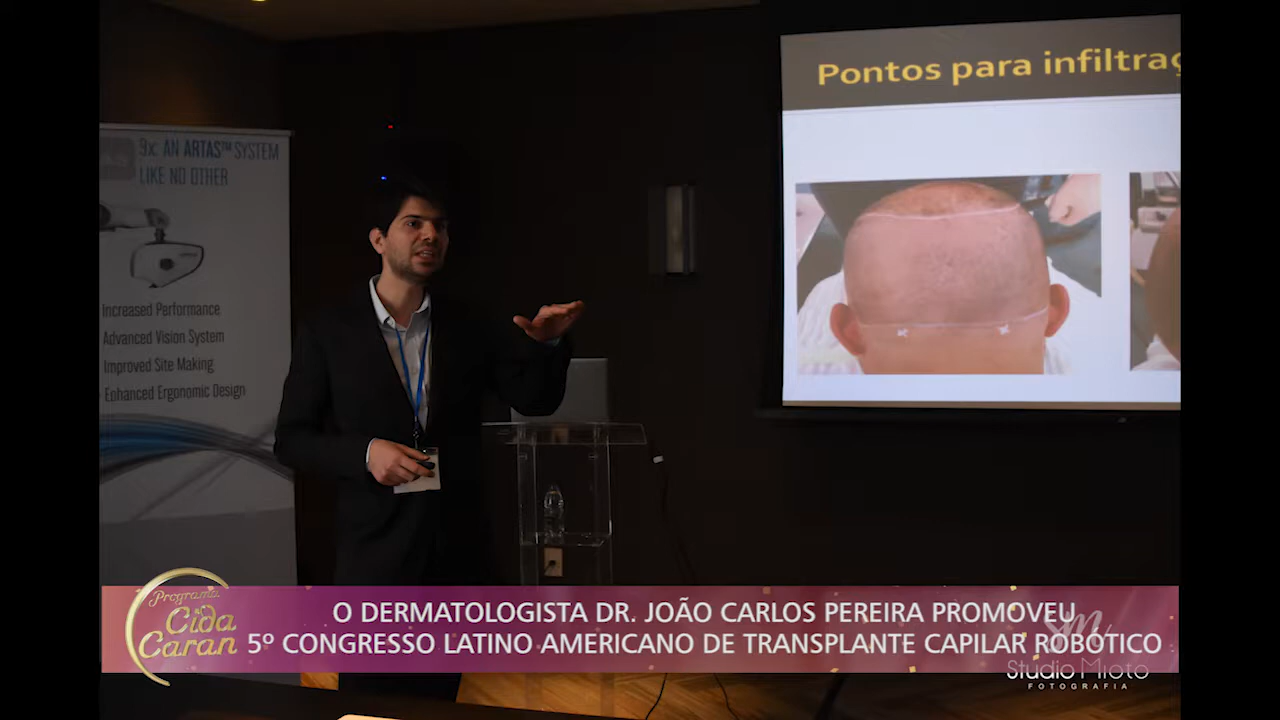 9x: AN ARTAS™ SYSTEM
LIKE NO OTHER
Increased Performance
Advanced Vision System
Improved Site Making
Enhanced Ergonomic Design
Pontos para infiltraç
Programa
Cida
Caran
O DERMATOLOGISTA DR. JOÃO CARLOS PEREIRA PROMOVEU
5º CONGRESSO LATINO AMERICANO DE TRANSPLANTE CAPILAR ROBÓTICO
SM
Studio Mioto
FOTOGRAFIA